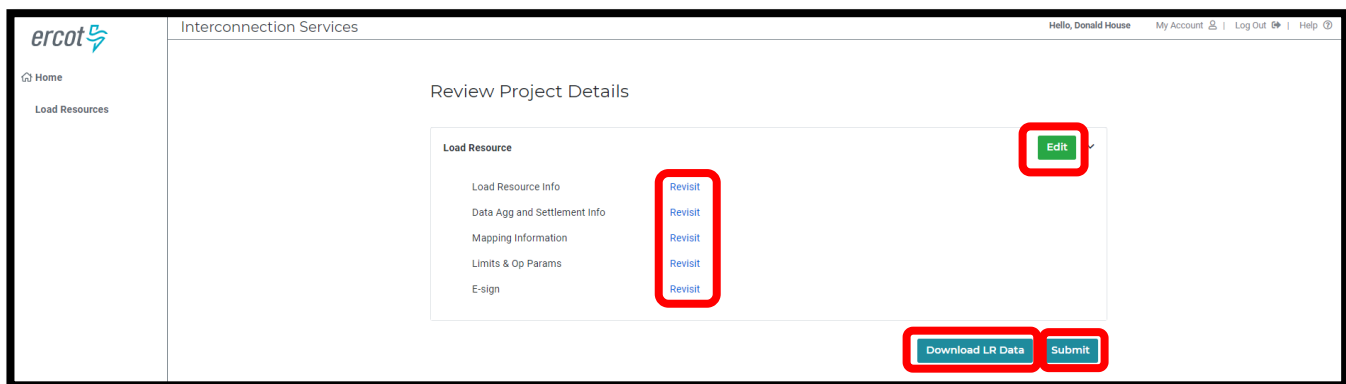 ercot
Interconnection Services
Hello, Donald House My Account | Log Out | Help
Home
Load Resources
Review Project Details
Load Resource Edit
Load Resource Info Revisit
Data Agg and Settlement Info Revisit
Mapping Information Revisit
Limits & Op Params Revisit
E-sign Revisit
Download LR Data Submit